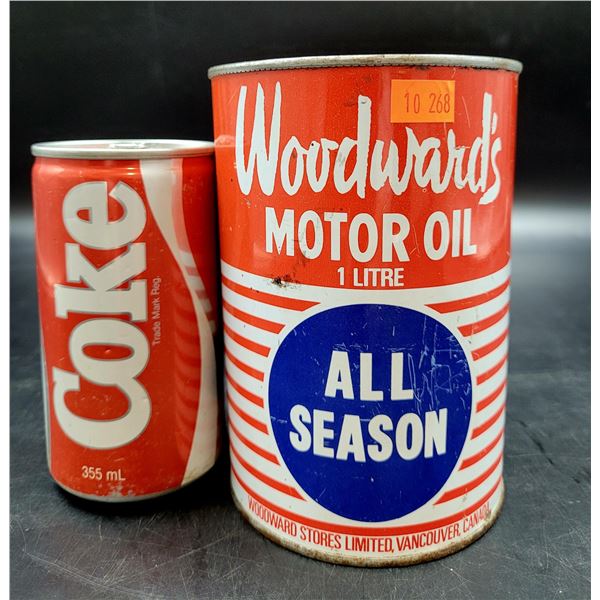 Coke
Trade Mark Reg.
355 mL
10 268
Woodward's
MOTOR OIL
1 LITRE
ALL
SEASON
WOODWARD STORES LIMITED, VANCOUVER, CANADA